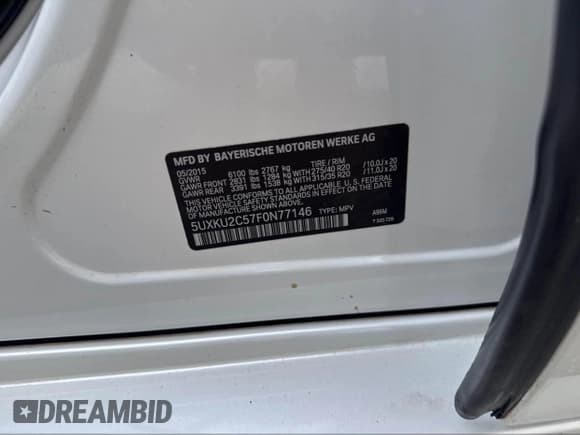 MFD BY BAYERISCHE MOTOREN WERKE AG
05/2015 TIRE / RIM
GVWR 6100 lbs 2767 kg
GAWR FRONT 2831 lbs 1284 kg WITH 275/40 R20 / 10.0J x 20
GAWR REAR 3391 lbs 1538 kg WITH 315/35 R20 / 11.0J x 20
THIS VEHICLE CONFORMS TO ALL APPLICABLE U.S. FEDERAL
MOTOR VEHICLE SAFETY STANDARDS IN EFFECT ON THE DATE OF
MANUFACTURE SHOWN ABOVE.
5UXKU2C57F0N77146 TYPE: MPV A96M
DREAMBID